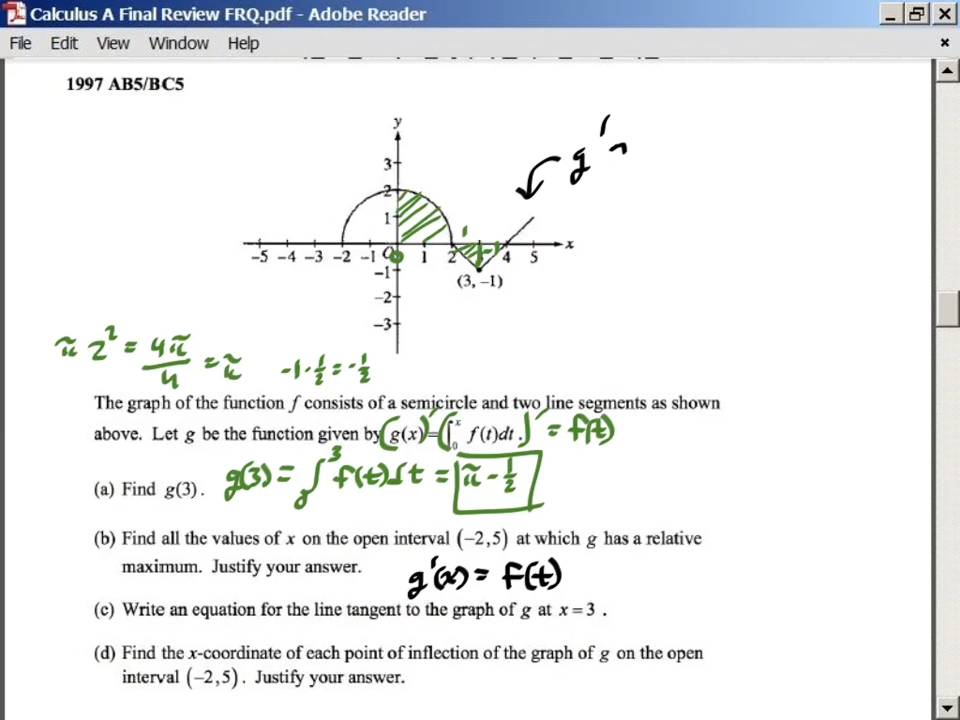 Calculus A Final Review FRQ.pdf - Adobe Reader
File Edit View Window Help
1997 AB5/BC5
y
g'
3
2
1
O
x
-5 -4 -3 -2 -1 0 1 2 3 4 5
1 -1
-1
(3, -1)
-2
-3
π 2² = 4π/4 = π
-1 · 1/2 = -1/2
The graph of the function f consists of a semicircle and two line segments as shown
above. Let g be the function given by (g(x))' = (∫₀ˣ f(t)dt.)' = f(t)
g(3) = ∫₀³ f(t)dt = π - 1/2
(a) Find g(3).
(b) Find all the values of x on the open interval (-2,5) at which g has a relative
maximum. Justify your answer.
g'(x) = f(t)
(c) Write an equation for the line tangent to the graph of g at x = 3 .
(d) Find the x-coordinate of each point of inflection of the graph of g on the open
interval (-2,5). Justify your answer.